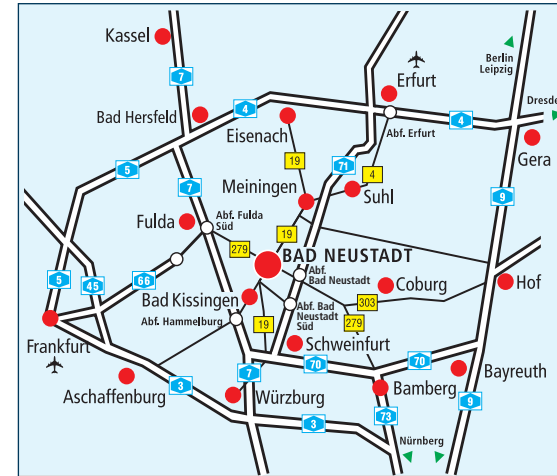 Kassel
7
Erfurt
Berlin
Leipzig
Bad Hersfeld
4
Eisenach
Abf. Erfurt
4
Dresden
Gera
5
7
19
71
4
Meiningen
Suhl
9
Fulda
Abf. Fulda
Süd
19
279
BAD NEUSTADT
66
5
45
Abf.
Bad Neustadt
Coburg
Hof
Bad Kissingen
303
Abf. Hammelburg
19
Abf. Bad
Neustadt
Süd
279
Frankfurt
Schweinfurt
7
70
70
Bayreuth
Aschaffenburg
3
Würzburg
Bamberg
9
3
73
Nürnberg